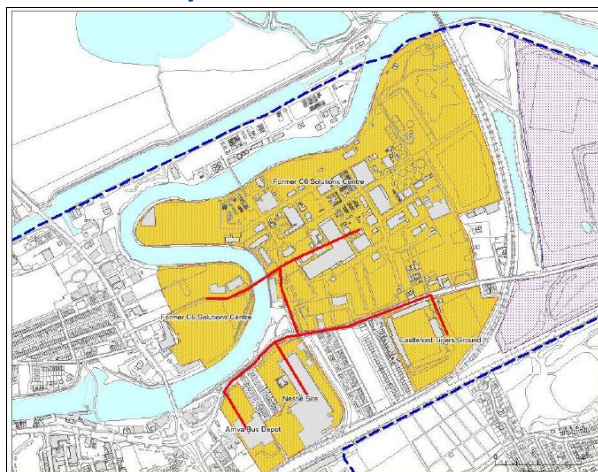 Former C6 Solutions Centre
Former C6 Solutions Centre
Castleford Tigers Ground
Nestle Site
Arriva Bus Depot